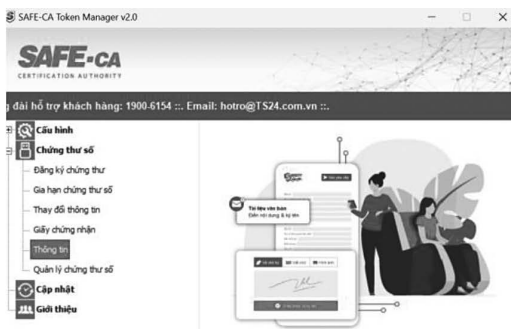 SAFE-CA Token Manager v2.0
SAFE-CA
CERTIFICATION AUTHORITY
g đài hỗ trợ khách hàng: 1900-6154 ::. Email: hotro@TS24.com.vn ::.
Cấu hình
Chứng thư số
Đăng ký chứng thư
Gia hạn chứng thư số
Thay đổi thông tin
Giấy chứng nhận
Thông tin
Quản lý chứng thư số
Cập nhật
Giới thiệu
Tài liệu văn bản
Điền nội dung & ký tên